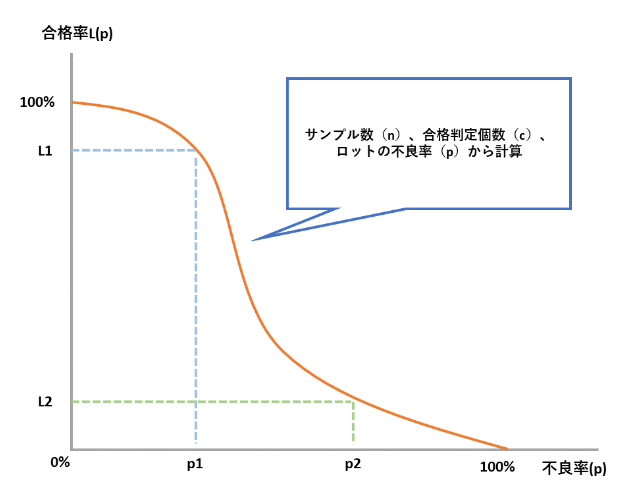 合格率L(p)
100%
サンプル数（n）、合格判定個数（c）、
ロットの不良率（p）から計算
L1
L2
0%
p1
p2
100%
不良率(p)